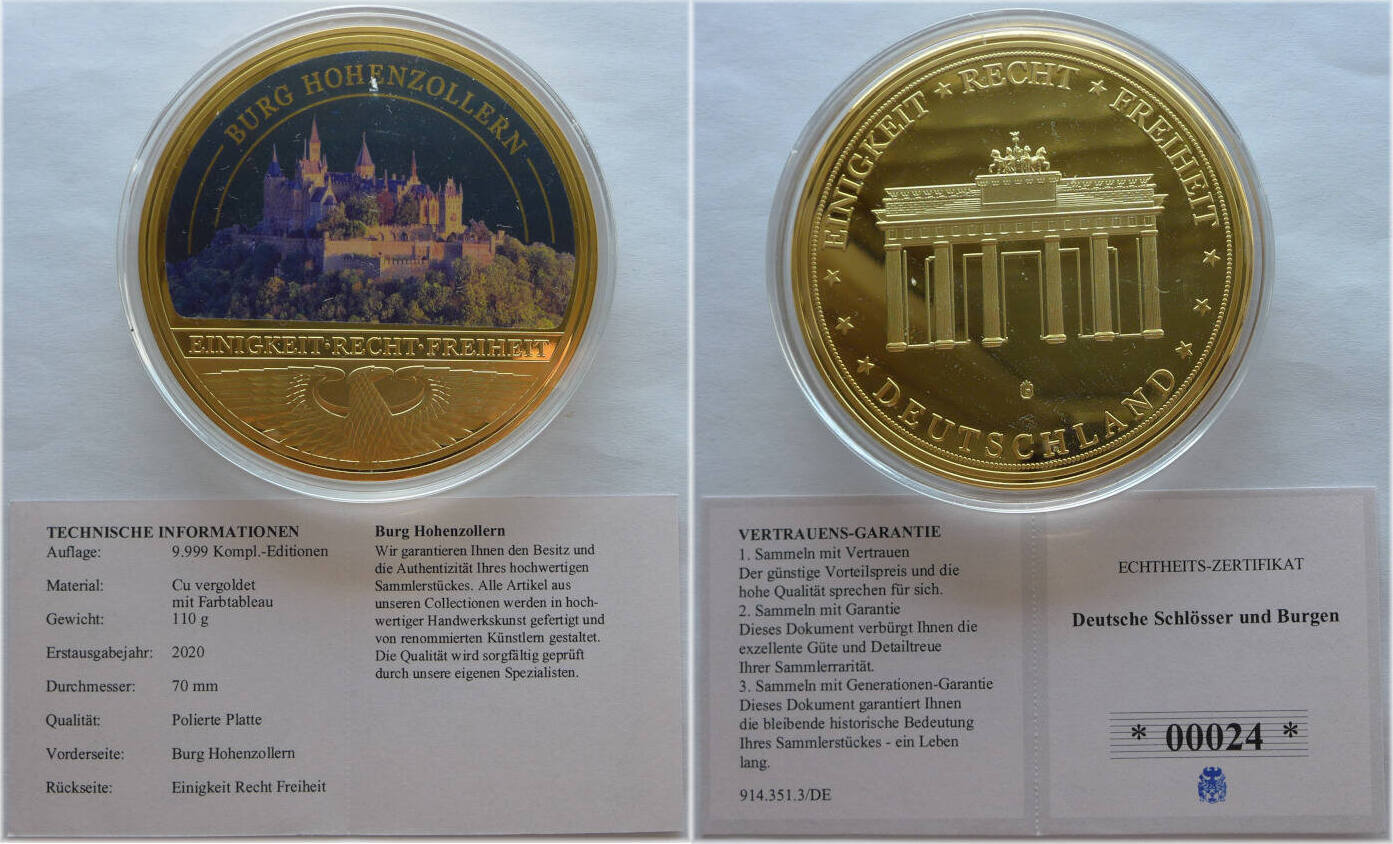 BURG HOHENZOLLERN
EINIGKEIT·RECHT·FREIHEIT
TECHNISCHE INFORMATIONEN
Auflage: 9.999 Kompl.-Editionen
Material: Cu vergoldet
mit Farbtableau
Gewicht: 110 g
Erstausgabejahr: 2020
Durchmesser: 70 mm
Qualität: Polierte Platte
Vorderseite: Burg Hohenzollern
Rückseite: Einigkeit Recht Freiheit
Burg Hohenzollern
Wir garantieren Ihnen den Besitz und
die Authentizität Ihres hochwertigen
Sammlerstückes. Alle Artikel aus
unseren Collectionen werden in hoch-
wertiger Handwerkskunst gefertigt und
von renommierten Künstlern gestaltet.
Die Qualität wird sorgfältig geprüft
durch unsere eigenen Spezialisten.
EINIGKEIT ★ RECHT ★ FREIHEIT
DEUTSCHLAND
VERTRAUENS-GARANTIE
1. Sammeln mit Vertrauen
Der günstige Vorteilspreis und die
hohe Qualität sprechen für sich.
2. Sammeln mit Garantie
Dieses Dokument verbürgt Ihnen die
exzellente Güte und Detailtreue
Ihrer Sammlerrarität.
3. Sammeln mit Generationen-Garantie
Dieses Dokument garantiert Ihnen
die bleibende historische Bedeutung
Ihres Sammlerstückes - ein Leben
lang.
914.351.3/DE
ECHTHEITS-ZERTIFIKAT
Deutsche Schlösser und Burgen
* 00024 *